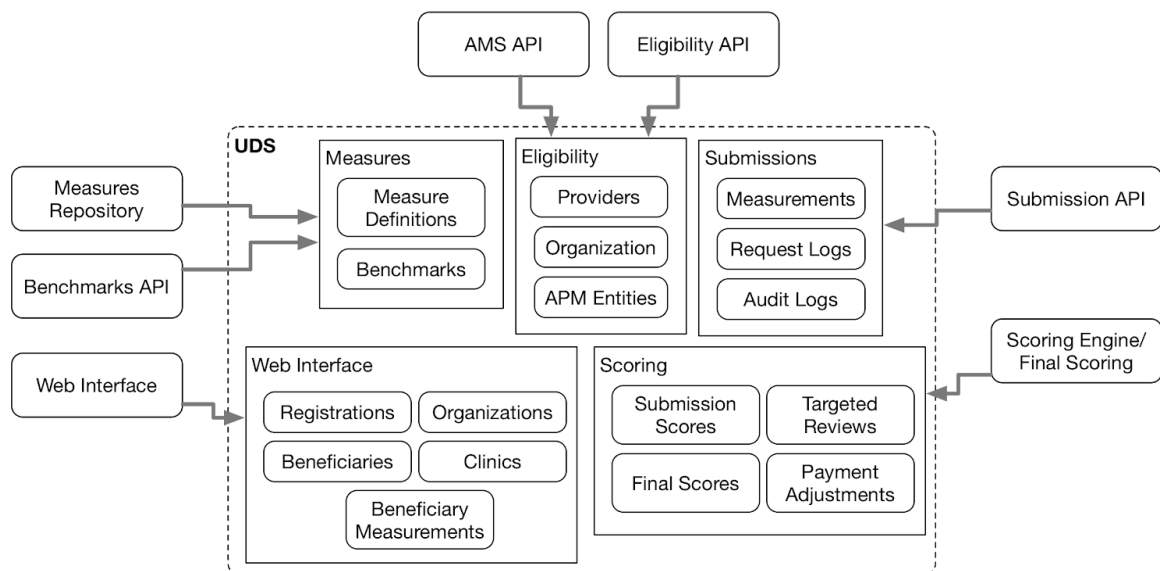 AMS API
Eligibility API
UDS
Measures
Measure
Definitions
Benchmarks
Eligibility
Providers
Organization
APM Entities
Submissions
Measurements
Request Logs
Audit Logs
Measures
Repository
Benchmarks API
Web Interface
Submission API
Scoring Engine/
Final Scoring
Web Interface
Registrations
Organizations
Beneficiaries
Clinics
Beneficiary
Measurements
Scoring
Submission
Scores
Targeted
Reviews
Final Scores
Payment
Adjustments